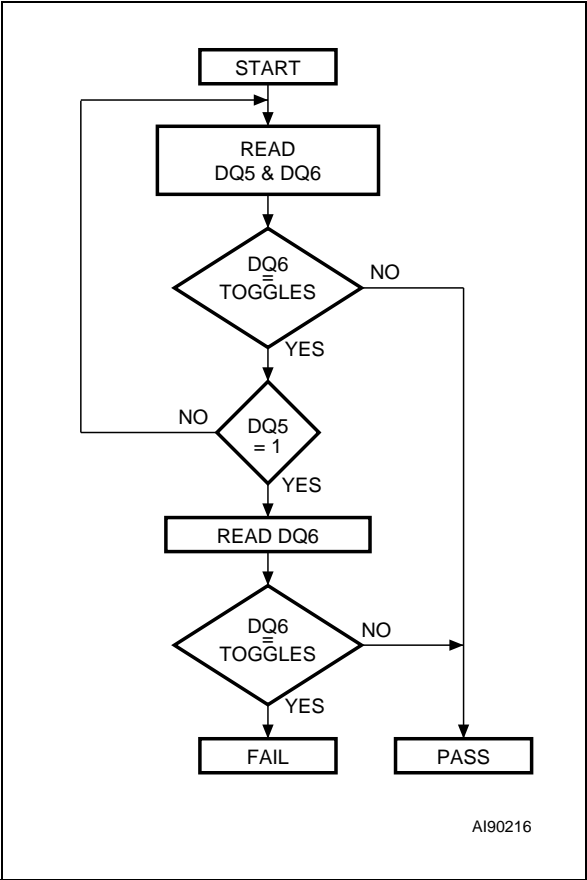 START
READ
DQ5 & DQ6
DQ6
=
TOGGLES
NO
YES
NO
DQ5
= 1
YES
READ DQ6
DQ6
=
TOGGLES
NO
YES
FAIL
PASS
AI90216